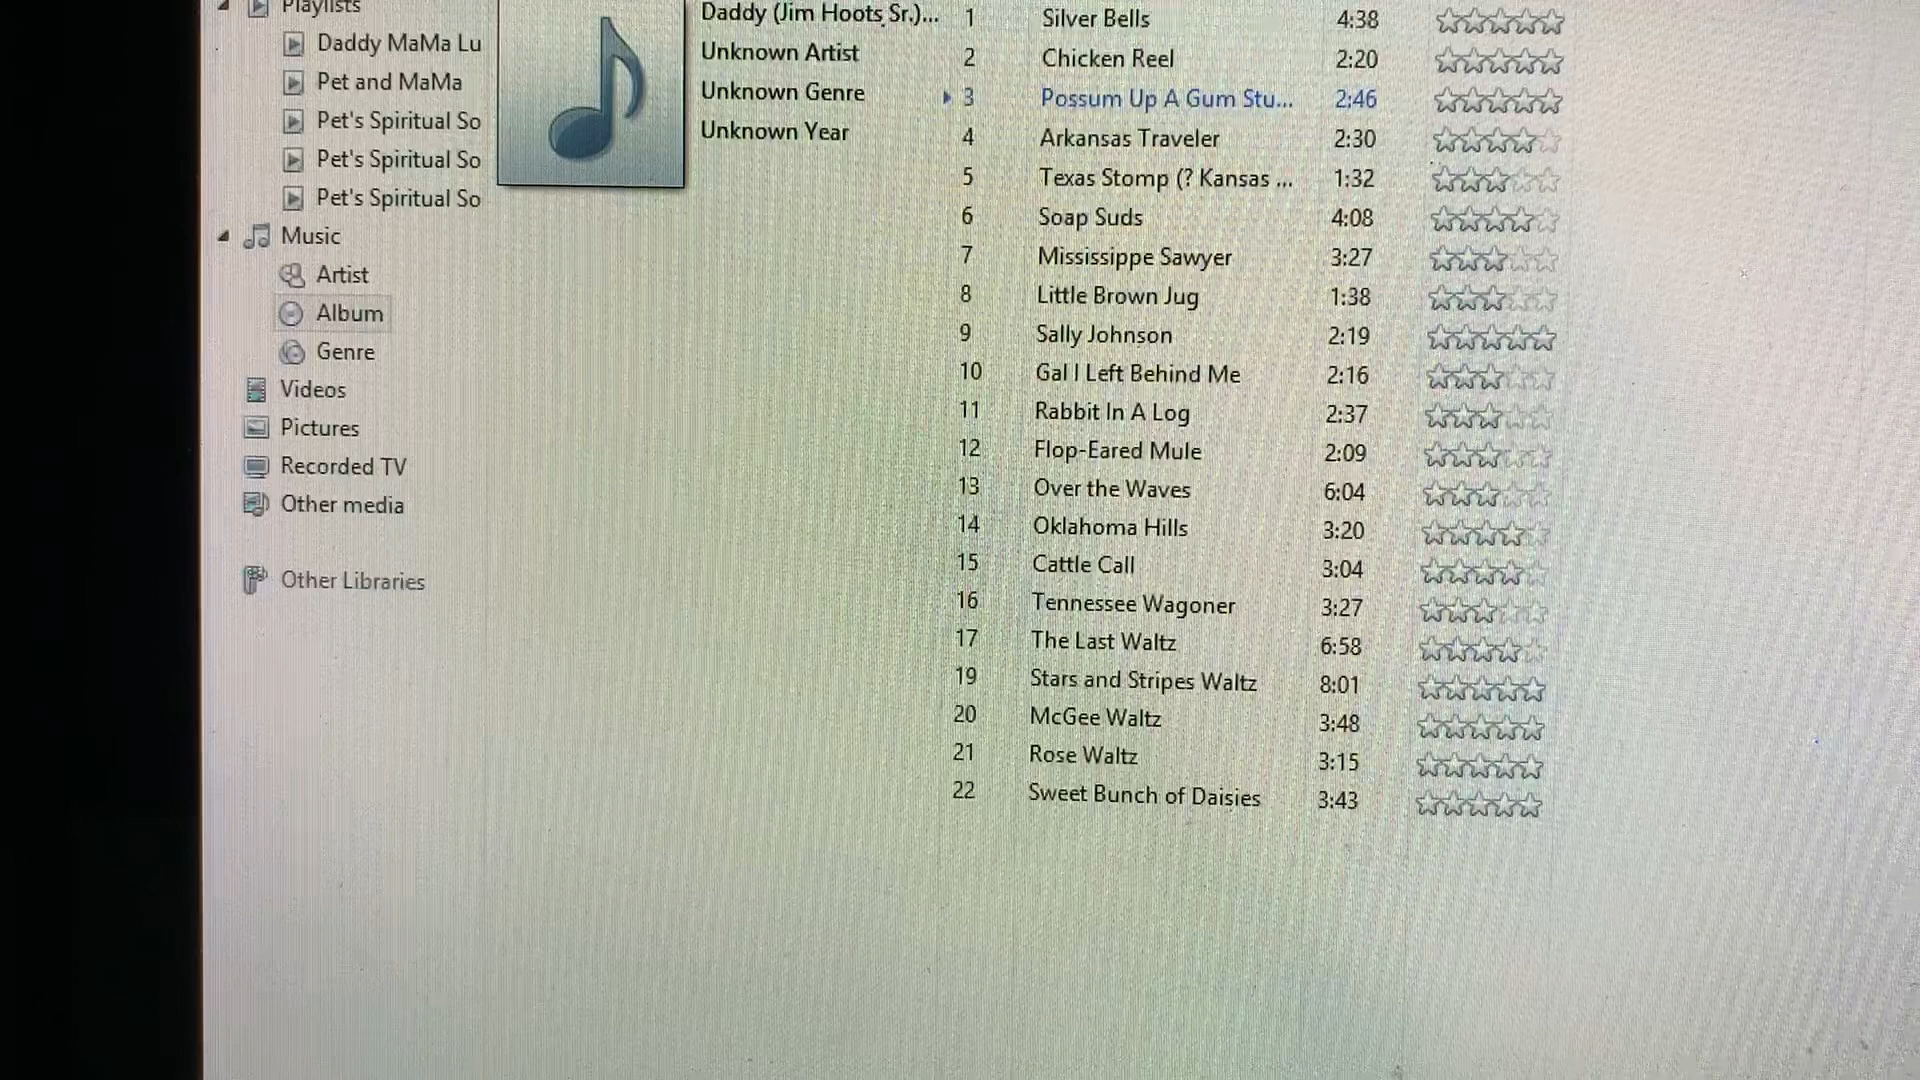 Playlists
Daddy MaMa Lu
Pet and MaMa
Pet's Spiritual So
Pet's Spiritual So
Pet's Spiritual So
Music
Artist
Album
Genre
Videos
Pictures
Recorded TV
Other media
Other Libraries
Daddy (Jim Hoots Sr.)...
Unknown Artist
Unknown Genre
Unknown Year
1 Silver Bells 4:38
2 Chicken Reel 2:20
3 Possum Up A Gum Stu... 2:46
4 Arkansas Traveler 2:30
5 Texas Stomp (? Kansas ... 1:32
6 Soap Suds 4:08
7 Mississippe Sawyer 3:27
8 Little Brown Jug 1:38
9 Sally Johnson 2:19
10 Gal I Left Behind Me 2:16
11 Rabbit In A Log 2:37
12 Flop-Eared Mule 2:09
13 Over the Waves 6:04
14 Oklahoma Hills 3:20
15 Cattle Call 3:04
16 Tennessee Wagoner 3:27
17 The Last Waltz 6:58
19 Stars and Stripes Waltz 8:01
20 McGee Waltz 3:48
21 Rose Waltz 3:15
22 Sweet Bunch of Daisies 3:43